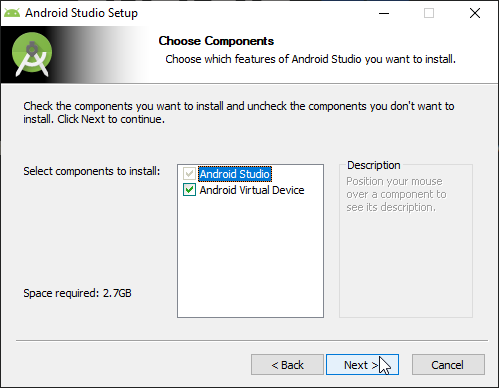 Android Studio Setup
Choose Components
Choose which features of Android Studio you want to install.
Check the components you want to install and uncheck the components you don't want to
install. Click Next to continue.
Select components to install:
Android Studio
Android Virtual Device
Description
Position your mouse
over a component to
see its description.
Space required: 2.7GB
< Back
Next >
Cancel